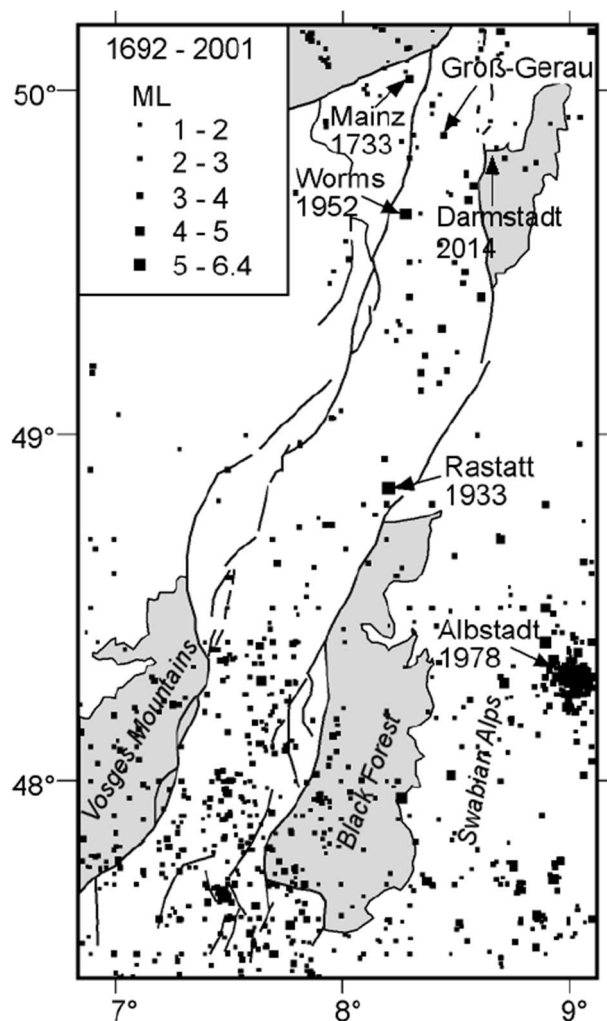 1692 - 2001
ML
1 - 2
2 - 3
3 - 4
4 - 5
5 - 6.4
50°
Groß-Gerau
Mainz
1733
Worms
1952
Darmstadt
2014
49°
Rastatt
1933
Albstadt
1978
Vosges Mountains
Black Forest
Swabian Alps
48°
7°
8°
9°